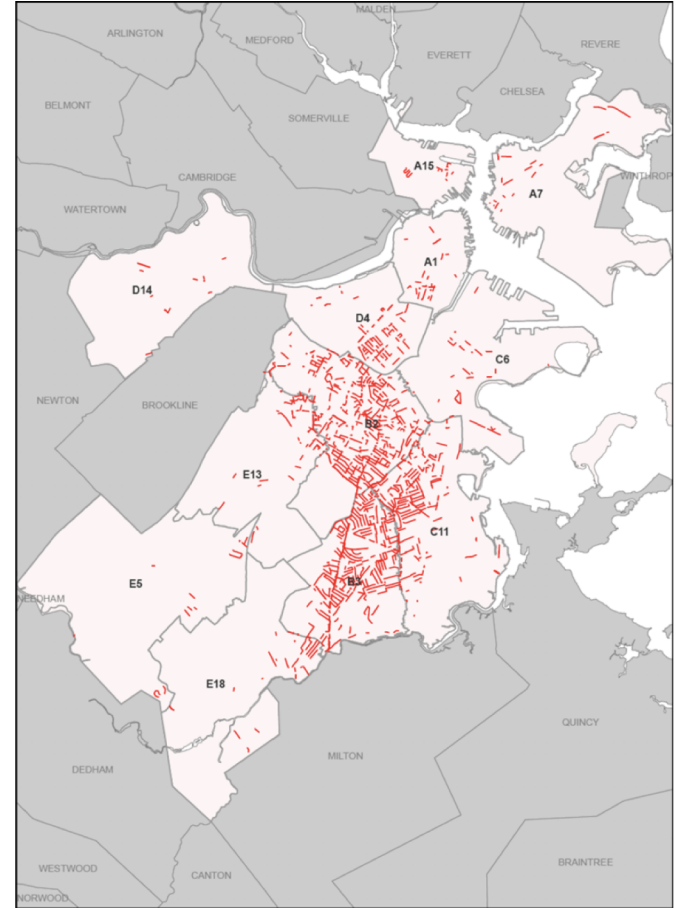 MALDEN
ARLINGTON
MEDFORD
REVERE
EVERETT
CHELSEA
BELMONT
SOMERVILLE
A15
WINTHROP
CAMBRIDGE
A7
WATERTOWN
A1
D14
D4
C6
NEWTON
BROOKLINE
B2
E13
C11
B3
E5
NEEDHAM
E18
QUINCY
MILTON
DEDHAM
BRAINTREE
WESTWOOD
CANTON
NORWOOD